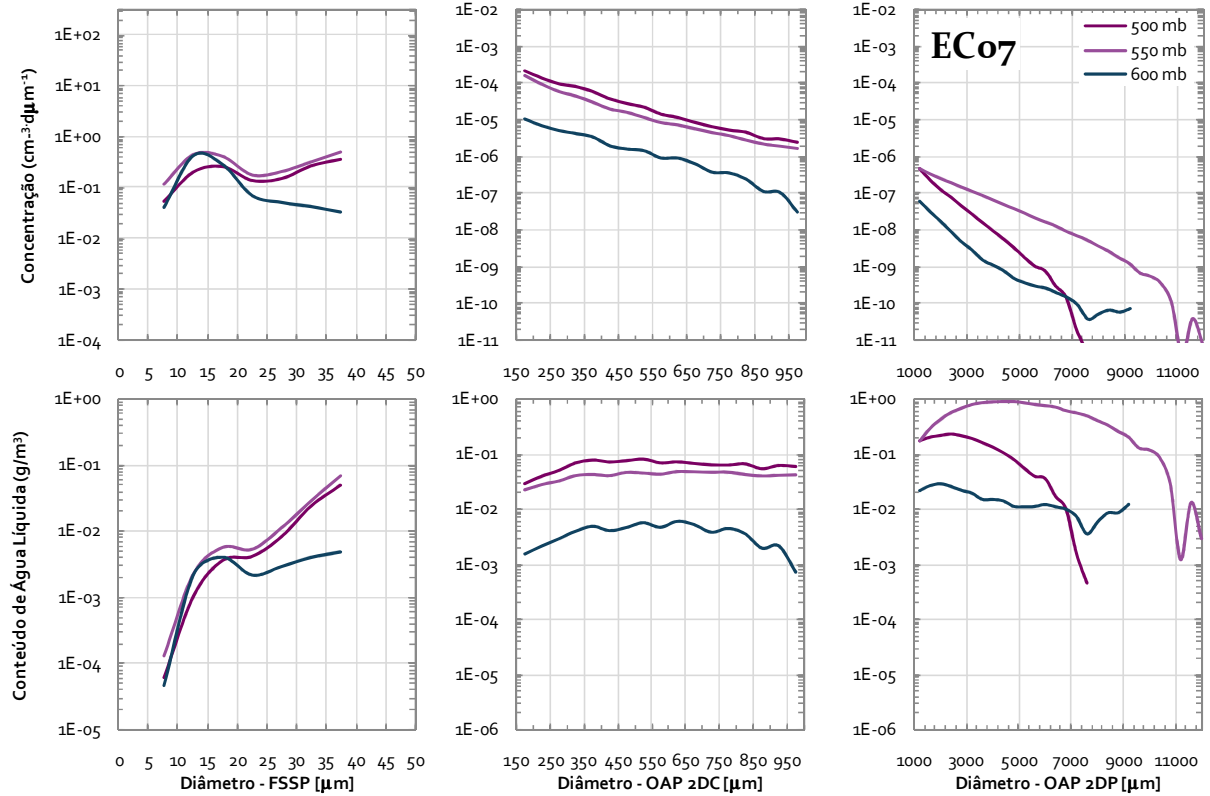 Concentração (cm-³·dµm-¹)
1E+02
1E+01
1E+00
1E-01
1E-02
1E-03
1E-04
0 5 10 15 20 25 30 35 40 45 50
1E-02
1E-03
1E-04
1E-05
1E-06
1E-07
1E-08
1E-09
1E-10
1E-11
150 250 350 450 550 650 750 850 950
EC07
500 mb
550 mb
600 mb
1E-02
1E-03
1E-04
1E-05
1E-06
1E-07
1E-08
1E-09
1E-10
1E-11
1000 3000 5000 7000 9000 11000
Conteúdo de Água Líquida (g/m³)
1E+00
1E-01
1E-02
1E-03
1E-04
1E-05
0 5 10 15 20 25 30 35 40 45 50
Diâmetro - FSSP [µm]
1E+00
1E-01
1E-02
1E-03
1E-04
1E-05
1E-06
150 250 350 450 550 650 750 850 950
Diâmetro - OAP 2DC [µm]
1E+00
1E-01
1E-02
1E-03
1E-04
1E-05
1E-06
1000 3000 5000 7000 9000 11000
Diâmetro - OAP 2DP [µm]